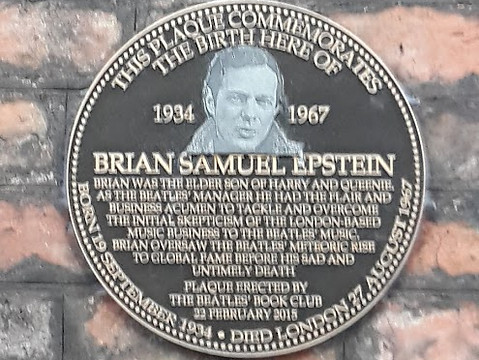 THIS PLAQUE COMMEMORATES
THE BIRTH HERE OF
1934 1967
BRIAN SAMUEL EPSTEIN
BRIAN WAS THE ELDER SON OF HARRY AND QUEENIE.
AS THE BEATLES' MANAGER HE HAD THE FLAIR AND
BUSINESS ACUMEN TO TACKLE AND OVERCOME
THE INITIAL SKEPTICISM OF THE LONDON-BASED
MUSIC BUSINESS TO THE BEATLES' MUSIC.
BRIAN OVERSAW THE BEATLES' METEORIC RISE
TO GLOBAL FAME BEFORE HIS SAD AND
UNTIMELY DEATH
PLAQUE ERECTED BY
THE BEATLES' BOOK CLUB
22 FEBRUARY 2015
BORN 19 SEPTEMBER 1934 • DIED LONDON 27 AUGUST 1967